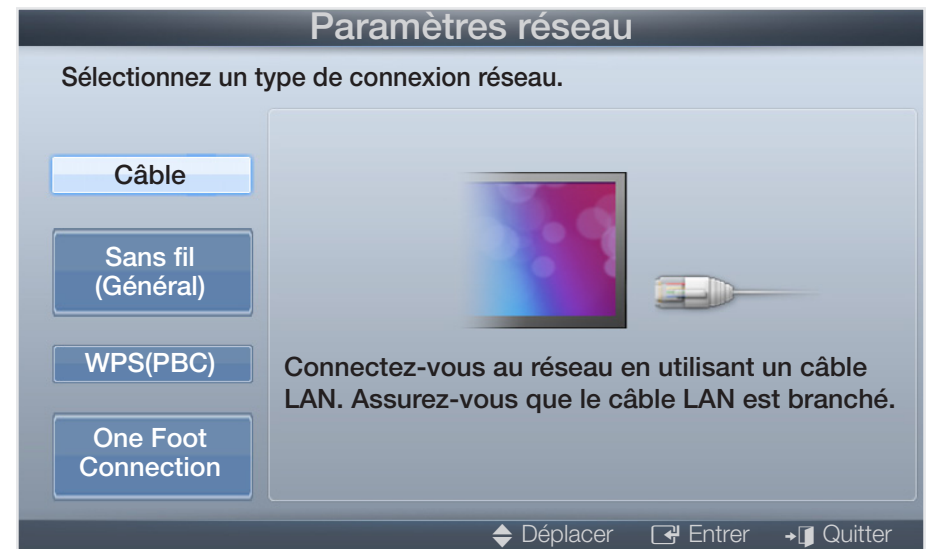 Paramètres réseau
Sélectionnez un type de connexion réseau.
Câble
Sans fil
(Général)
WPS(PBC)
One Foot
Connection
Connectez-vous au réseau en utilisant un câble
LAN. Assurez-vous que le câble LAN est branché.
Déplacer Entrer Quitter